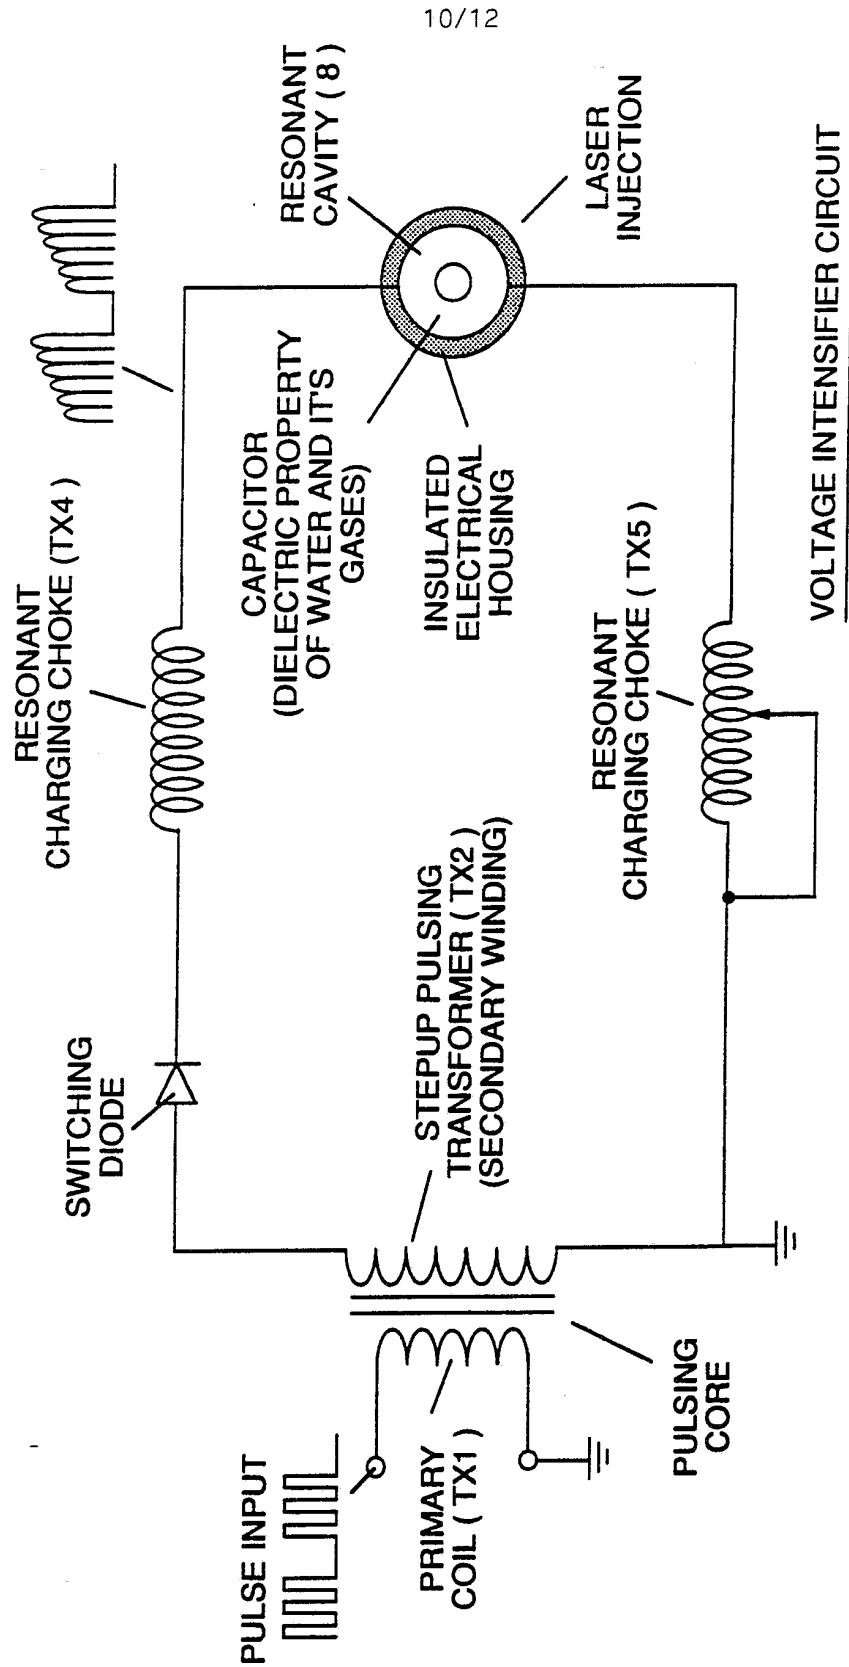 10/12
PULSE INPUT
PRIMARY
COIL ( TX1 )
PULSING
CORE
SWITCHING
DIODE
STEPUP PULSING
TRANSFORMER ( TX2 )
(SECONDARY WINDING)
RESONANT
CHARGING CHOKE (TX4 )
RESONANT
CHARGING CHOKE ( TX5 )
CAPACITOR
(DIELECTRIC PROPERTY
OF WATER AND IT'S
GASES)
INSULATED
ELECTRICAL
HOUSING
RESONANT
CAVITY ( 8 )
LASER
INJECTION
VOLTAGE INTENSIFIER CIRCUIT